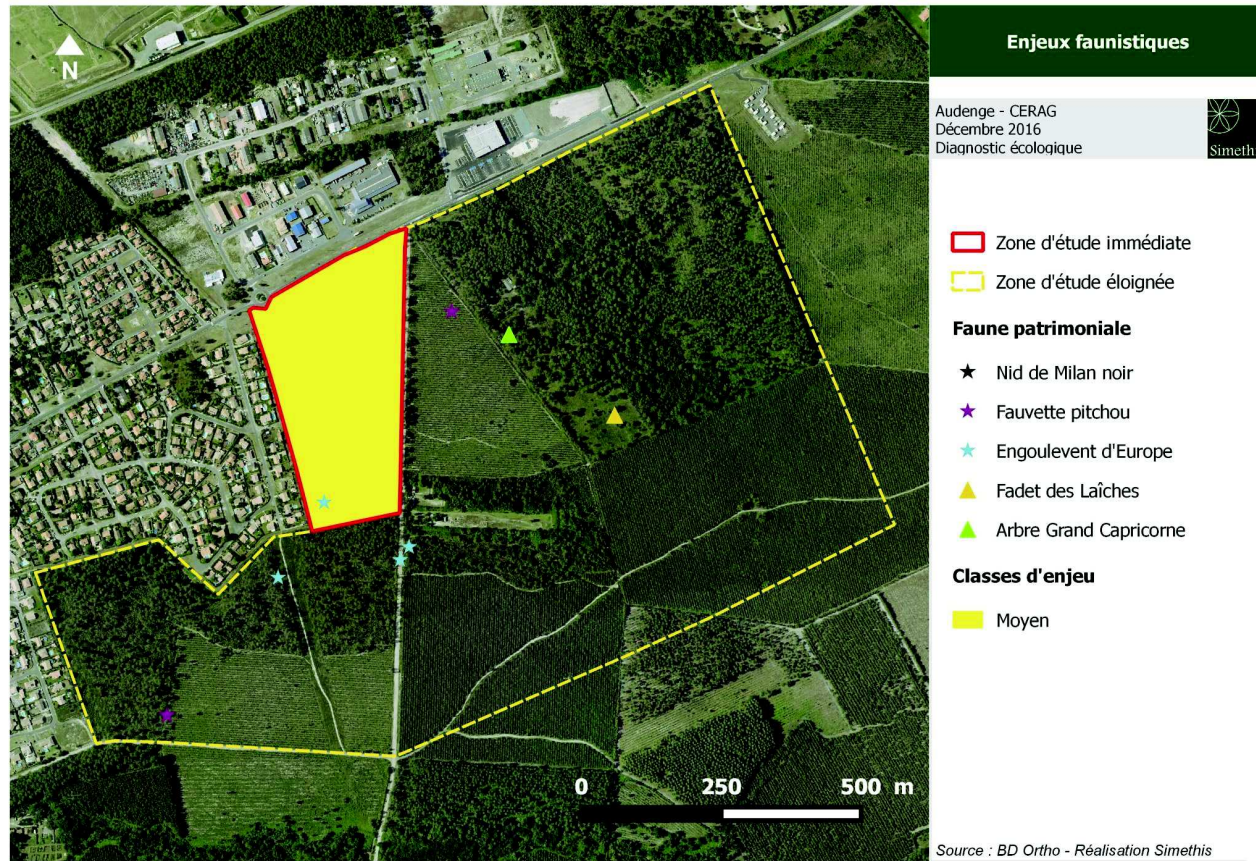 Enjeux faunistiques
Audenge - CERAG
Décembre 2016
Diagnostic écologique
Simeth
N
Zone d'étude immédiate
Zone d'étude éloignée
Faune patrimoniale
Nid de Milan noir
Fauvette pitchou
Engoulevent d'Europe
Fadet des Laîches
Arbre Grand Capricorne
Classes d'enjeu
Moyen
0 250 500 m
Source : BD Ortho - Réalisation Simethis